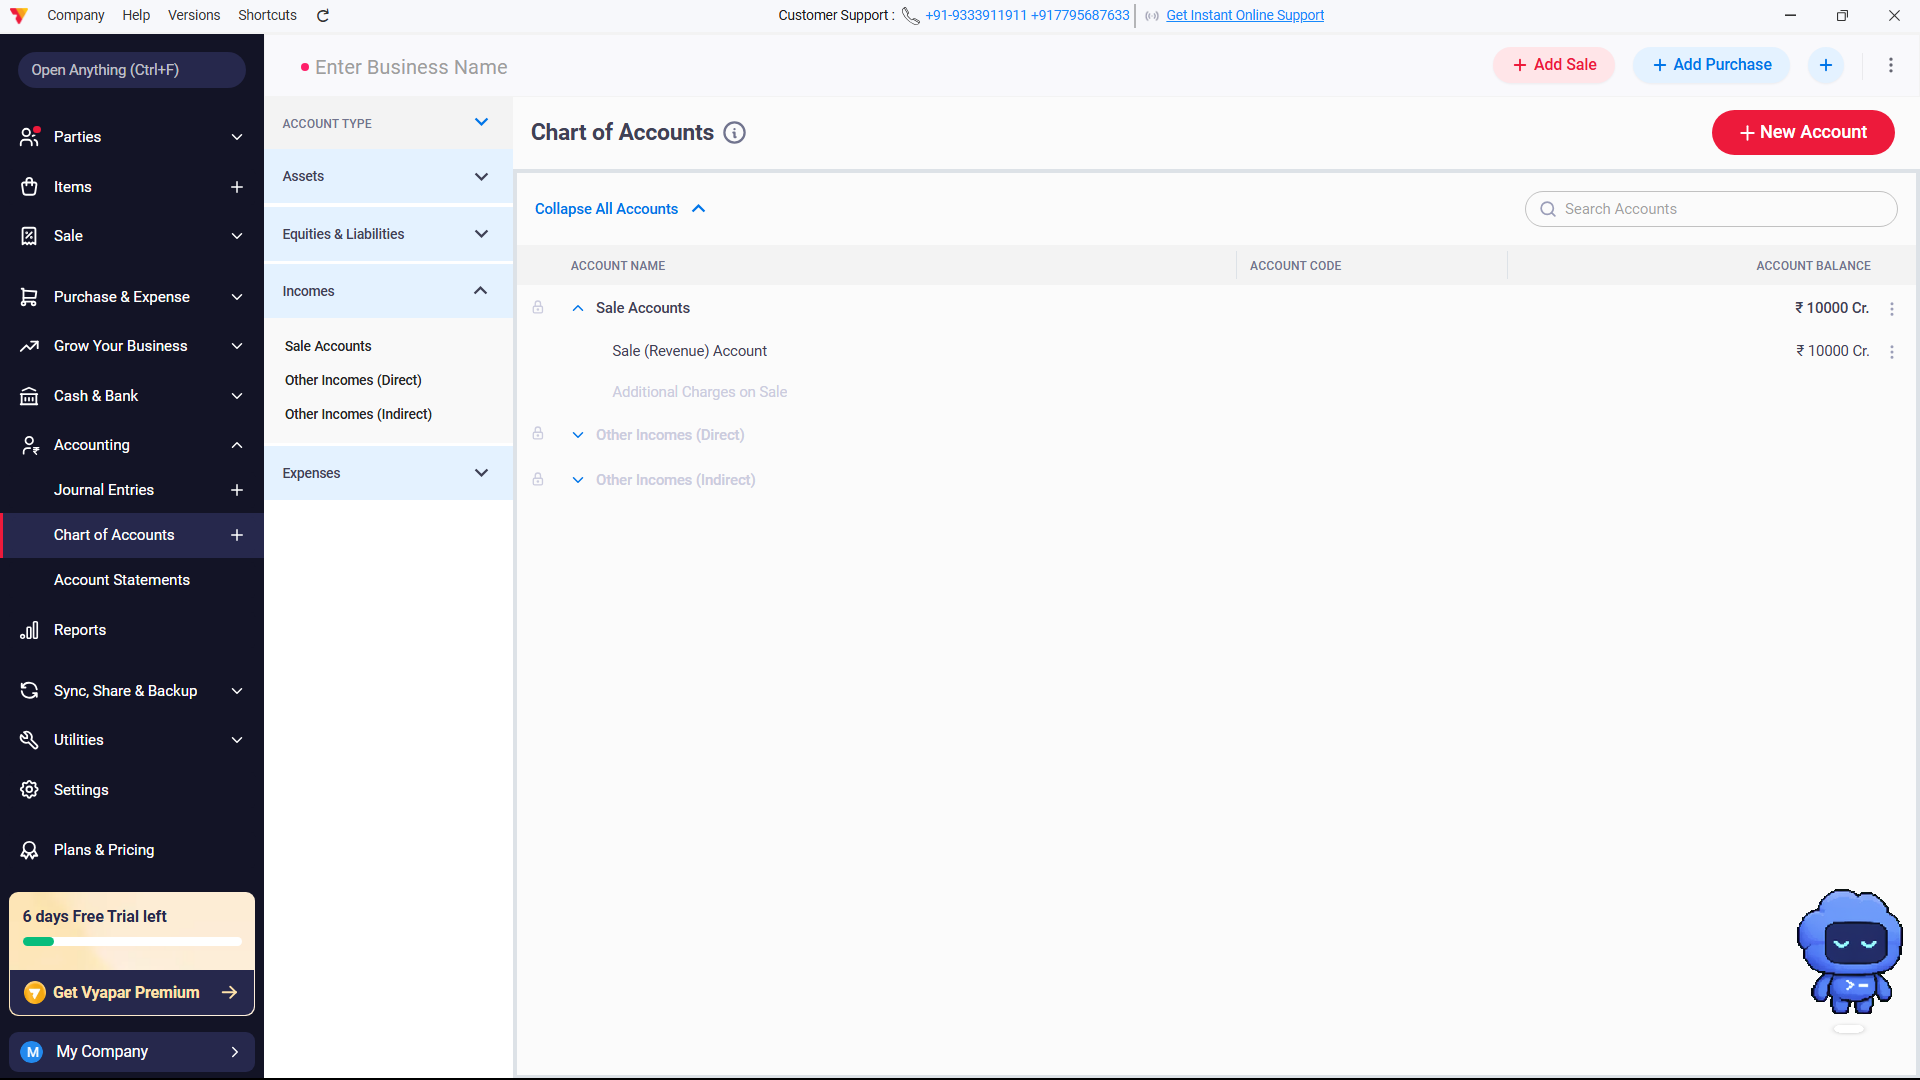 Company Help Versions Shortcuts
Customer Support : +91-9333911911 +917795687633 Get Instant Online Support
Open Anything (Ctrl+F)
Parties
Items
Sale
Purchase & Expense
Grow Your Business
Cash & Bank
Accounting
Journal Entries
Chart of Accounts
Account Statements
Reports
Sync, Share & Backup
Utilities
Settings
Plans & Pricing
6 days Free Trial left
Get Vyapar Premium
M My Company
Enter Business Name
Add Sale
Add Purchase
ACCOUNT TYPE
Assets
Equities & Liabilities
Incomes
Sale Accounts
Other Incomes (Direct)
Other Incomes (Indirect)
Expenses
Chart of Accounts
New Account
Collapse All Accounts
Search Accounts
ACCOUNT NAME ACCOUNT CODE ACCOUNT BALANCE
Sale Accounts ₹ 10000 Cr.
Sale (Revenue) Account ₹ 10000 Cr.
Additional Charges on Sale
Other Incomes (Direct)
Other Incomes (Indirect)